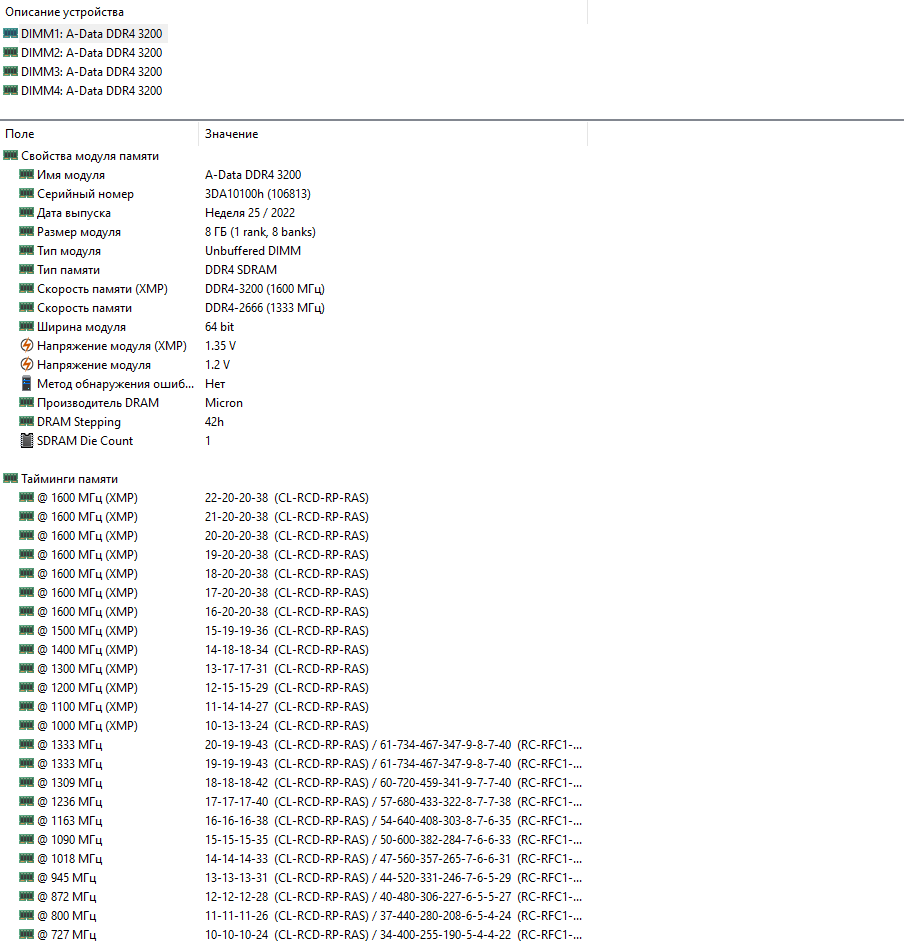 Описание устройства
DIMM1: A-Data DDR4 3200
DIMM2: A-Data DDR4 3200
DIMM3: A-Data DDR4 3200
DIMM4: A-Data DDR4 3200
Поле Значение
Свойства модуля памяти
Имя модуля A-Data DDR4 3200
Серийный номер 3DA10100h (106813)
Дата выпуска Неделя 25 / 2022
Размер модуля 8 ГБ (1 rank, 8 banks)
Тип модуля Unbuffered DIMM
Тип памяти DDR4 SDRAM
Скорость памяти (XMP) DDR4-3200 (1600 МГц)
Скорость памяти DDR4-2666 (1333 МГц)
Ширина модуля 64 bit
Напряжение модуля (XMP) 1.35 V
Напряжение модуля 1.2 V
Метод обнаружения ошиб... Нет
Производитель DRAM Micron
DRAM Stepping 42h
SDRAM Die Count 1
Тайминги памяти
@ 1600 МГц (XMP) 22-20-20-38 (CL-RCD-RP-RAS)
@ 1600 МГц (XMP) 21-20-20-38 (CL-RCD-RP-RAS)
@ 1600 МГц (XMP) 20-20-20-38 (CL-RCD-RP-RAS)
@ 1600 МГц (XMP) 19-20-20-38 (CL-RCD-RP-RAS)
@ 1600 МГц (XMP) 18-20-20-38 (CL-RCD-RP-RAS)
@ 1600 МГц (XMP) 17-20-20-38 (CL-RCD-RP-RAS)
@ 1600 МГц (XMP) 16-20-20-38 (CL-RCD-RP-RAS)
@ 1500 МГц (XMP) 15-19-19-36 (CL-RCD-RP-RAS)
@ 1400 МГц (XMP) 14-18-18-34 (CL-RCD-RP-RAS)
@ 1300 МГц (XMP) 13-17-17-31 (CL-RCD-RP-RAS)
@ 1200 МГц (XMP) 12-15-15-29 (CL-RCD-RP-RAS)
@ 1100 МГц (XMP) 11-14-14-27 (CL-RCD-RP-RAS)
@ 1000 МГц (XMP) 10-13-13-24 (CL-RCD-RP-RAS)
@ 1333 МГц 20-19-19-43 (CL-RCD-RP-RAS) / 61-734-467-347-9-8-7-40 (RC-RFC1-...
@ 1333 МГц 19-19-19-43 (CL-RCD-RP-RAS) / 61-734-467-347-9-8-7-40 (RC-RFC1-...
@ 1309 МГц 18-18-18-42 (CL-RCD-RP-RAS) / 60-720-459-341-9-7-7-40 (RC-RFC1-...
@ 1236 МГц 17-17-17-40 (CL-RCD-RP-RAS) / 57-680-433-322-8-7-7-38 (RC-RFC1-...
@ 1163 МГц 16-16-16-38 (CL-RCD-RP-RAS) / 54-640-408-303-8-7-6-35 (RC-RFC1-...
@ 1090 МГц 15-15-15-35 (CL-RCD-RP-RAS) / 50-600-382-284-7-6-6-33 (RC-RFC1-...
@ 1018 МГц 14-14-14-33 (CL-RCD-RP-RAS) / 47-560-357-265-7-6-6-31 (RC-RFC1-...
@ 945 МГц 13-13-13-31 (CL-RCD-RP-RAS) / 44-520-331-246-7-6-5-29 (RC-RFC1-...
@ 872 МГц 12-12-12-28 (CL-RCD-RP-RAS) / 40-480-306-227-6-5-5-27 (RC-RFC1-...
@ 800 МГц 11-11-11-26 (CL-RCD-RP-RAS) / 37-440-280-208-6-5-4-24 (RC-RFC1-...
@ 727 МГц 10-10-10-24 (CL-RCD-RP-RAS) / 34-400-255-190-5-4-4-22 (RC-RFC1-...